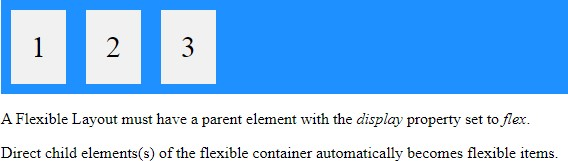 1 2 3
A Flexible Layout must have a parent element with the display property set to flex.
Direct child elements(s) of the flexible container automatically becomes flexible items.